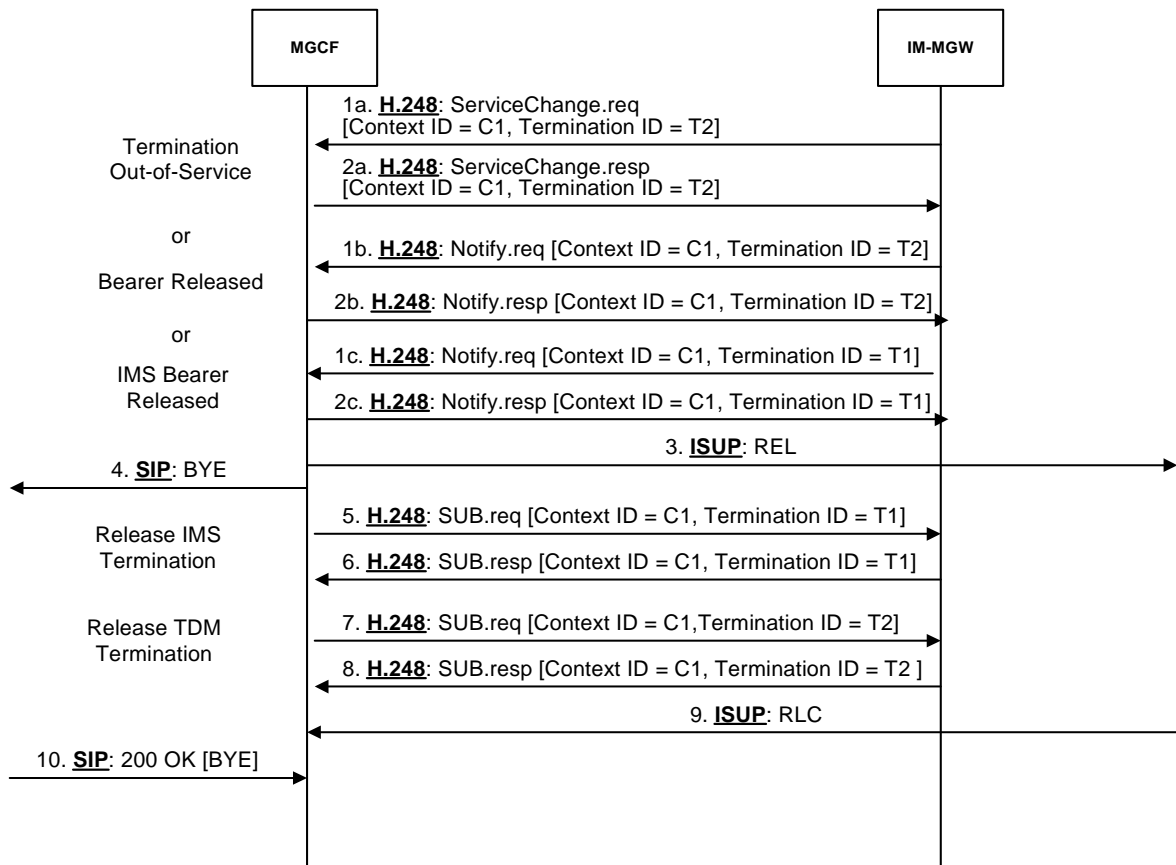 MGCF
IM-MGW
1a. H.248: ServiceChange.req
[Context ID = C1, Termination ID = T2]
Termination
Out-of-Service
2a. H.248: ServiceChange.resp
[Context ID = C1, Termination ID = T2]
or
1b. H.248: Notify.req [Context ID = C1, Termination ID = T2]
Bearer Released
2b. H.248: Notify.resp [Context ID = C1, Termination ID = T2]
or
1c. H.248: Notify.req [Context ID = C1, Termination ID = T1]
IMS Bearer
Released
2c. H.248: Notify.resp [Context ID = C1, Termination ID = T1]
3. ISUP: REL
4. SIP: BYE
5. H.248: SUB.req [Context ID = C1, Termination ID = T1]
Release IMS
Termination
6. H.248: SUB.resp [Context ID = C1, Termination ID = T1]
7. H.248: SUB.req [Context ID = C1,Termination ID = T2]
Release TDM
Termination
8. H.248: SUB.resp [Context ID = C1, Termination ID = T2 ]
9. ISUP: RLC
10. SIP: 200 OK [BYE]